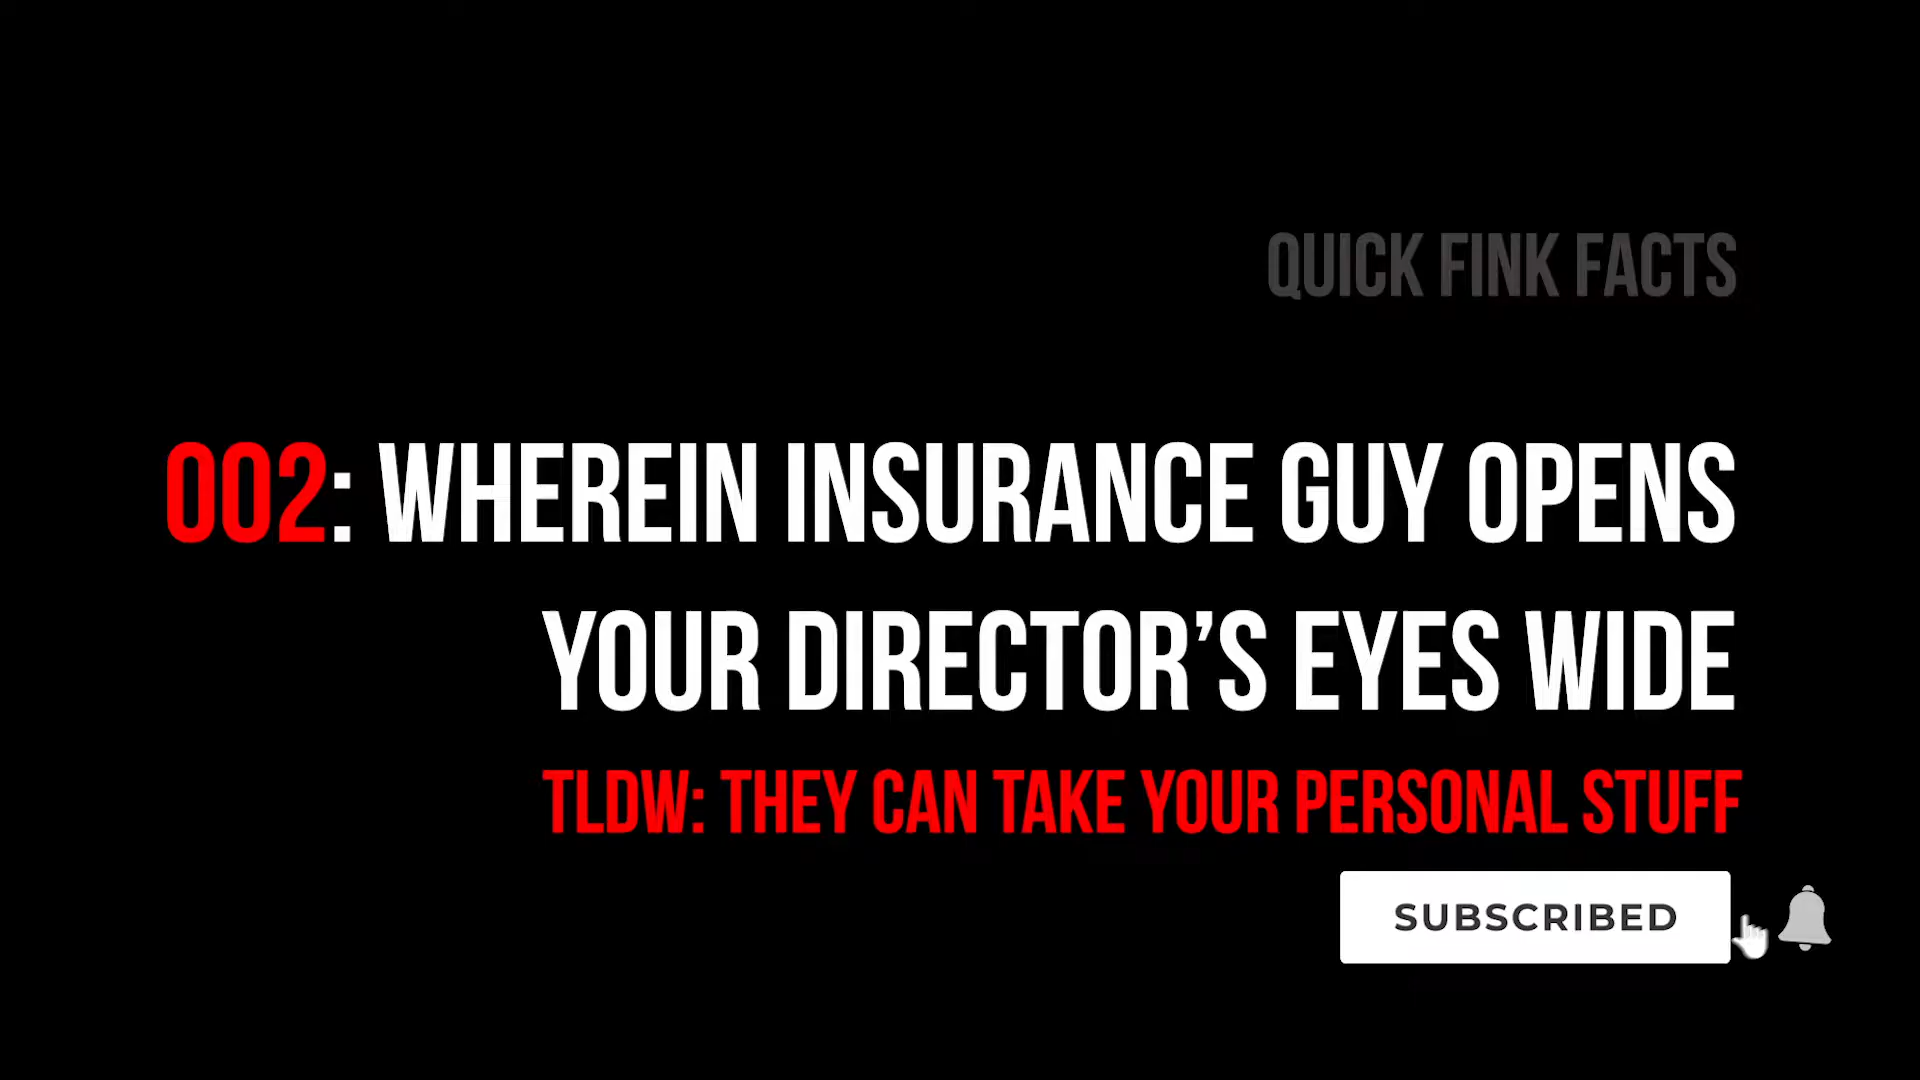 QUICK FINK FACTS
002: WHEREIN INSURANCE GUY OPENS
YOUR DIRECTOR’S EYES WIDE
TLDW: THEY CAN TAKE YOUR PERSONAL STUFF
SUBSCRIBED